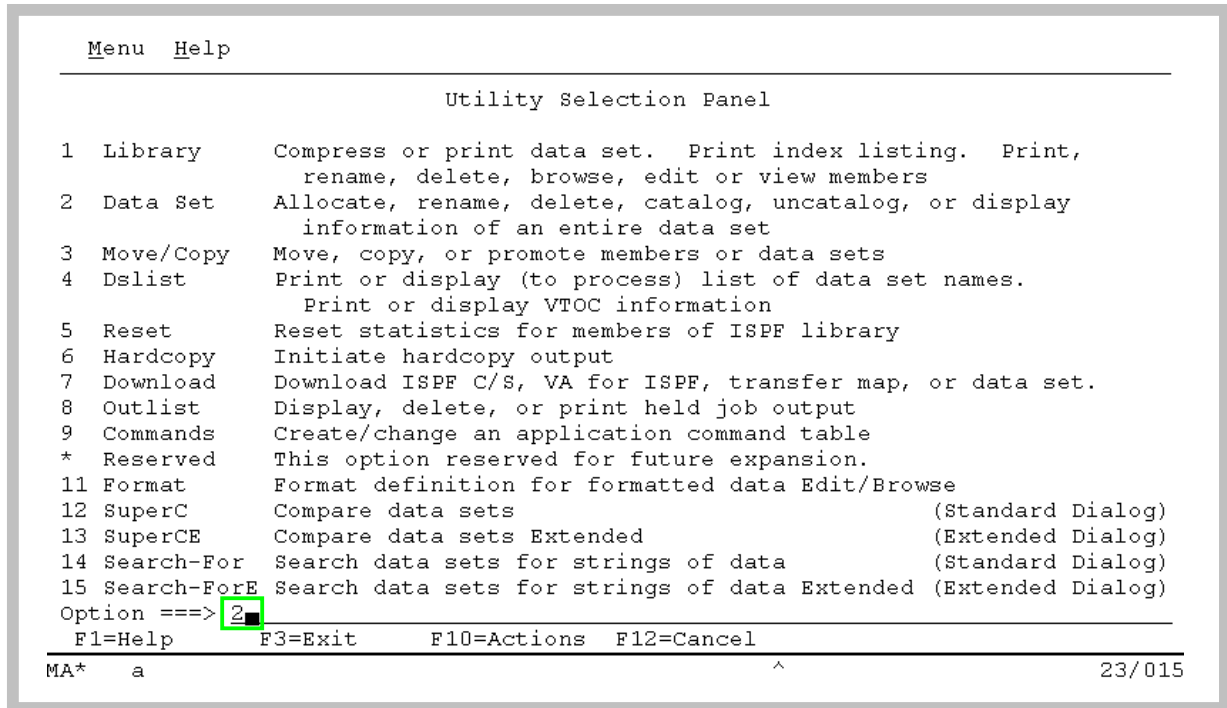 Menu  Help
Utility Selection Panel
1  Library     Compress or print data set.  Print index listing.  Print,
rename, delete, browse, edit or view members
2  Data Set    Allocate, rename, delete, catalog, uncatalog, or display
information of an entire data set
3  Move/Copy   Move, copy, or promote members or data sets
4  Dslist      Print or display (to process) list of data set names.
Print or display VTOC information
5  Reset       Reset statistics for members of ISPF library
6  Hardcopy    Initiate hardcopy output
7  Download    Download ISPF C/S, VA for ISPF, transfer map, or data set.
8  Outlist     Display, delete, or print held job output
9  Commands    Create/change an application command table
*  Reserved    This option reserved for future expansion.
11 Format      Format definition for formatted data Edit/Browse
12 SuperC      Compare data sets                            (Standard Dialog)
13 SuperCE     Compare data sets Extended                   (Extended Dialog)
14 Search-For  Search data sets for strings of data         (Standard Dialog)
15 Search-ForE Search data sets for strings of data Extended (Extended Dialog)
Option ===> 2
F1=Help      F3=Exit     F10=Actions  F12=Cancel
MA*   a   ^   23/015